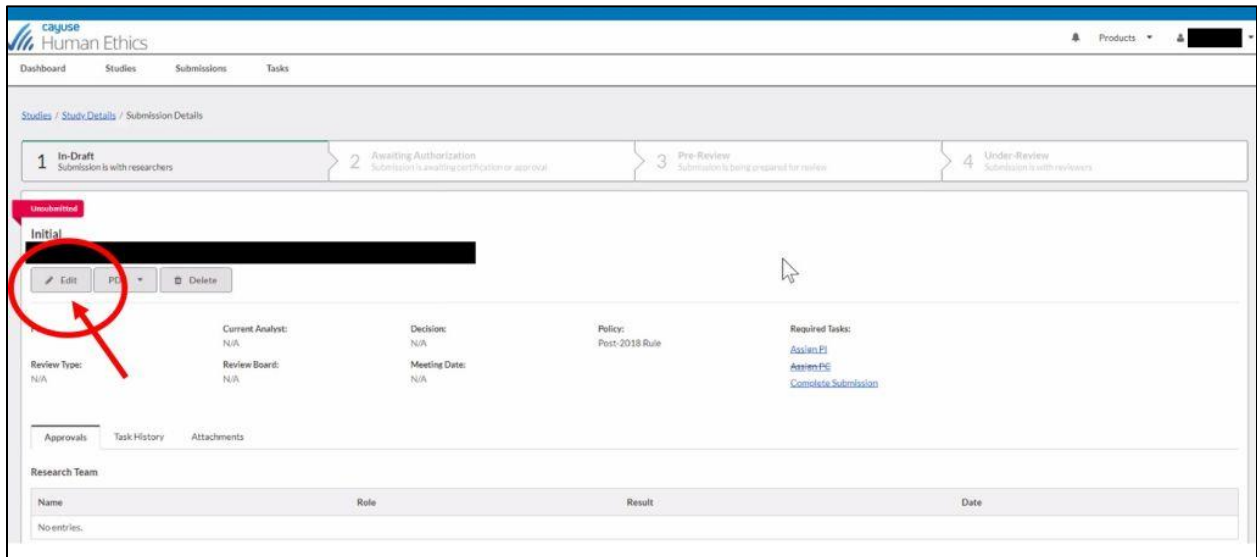 cayuse
Human Ethics
Products
Dashboard Studies Submissions Tasks
Studies / Study Details / Submission Details
1 In-Draft
Submission is with researchers
2 Awaiting Authorization
Submission is awaiting certification or approval
3 Pre-Review
Submission is being prepared for review
4 Under-Review
Submission is with reviewers
Unsubmitted
Initial
Edit PD Delete
Current Analyst: Decision: Policy: Required Tasks:
N/A N/A Post-2018 Rule
Assign PI
Review Type: Review Board: Meeting Date: Assign PC
N/A N/A N/A
Complete Submission
Approvals Task History Attachments
Research Team
Name Role Result Date
No entries.